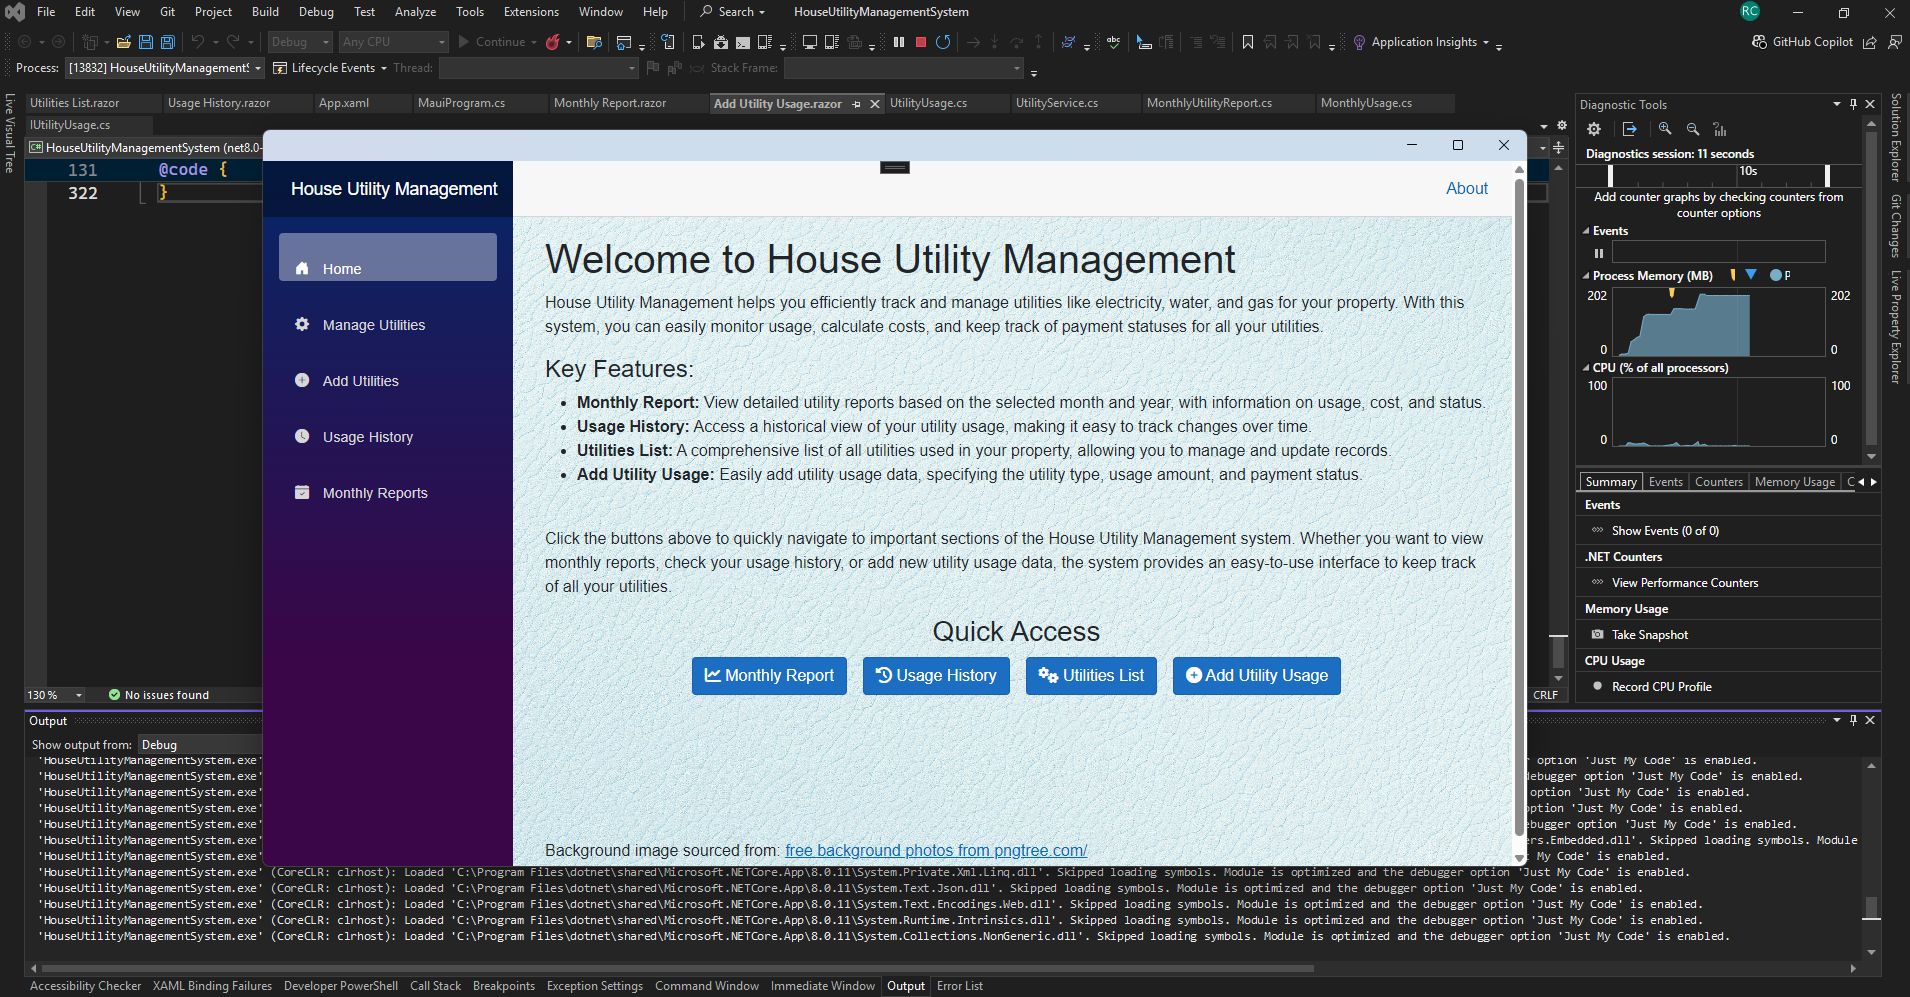 File Edit View Git Project Build Debug Test Analyze Tools Extensions Window Help Search HouseUtilityManagementSystem RC
Debug Any CPU Continue Application Insights GitHub Copilot
Process: [13832] HouseUtilityManagementS Lifecycle Events Thread: Stack Frame:
Live Visual Tree
Utilities List.razor Usage History.razor App.xaml MauiProgram.cs Monthly Report.razor Add Utility Usage.razor UtilityUsage.cs UtilityService.cs MonthlyUtilityReport.cs MonthlyUsage.cs
IUtilityUsage.cs
HouseUtilityManagementSystem (net8.0-
131 @code {
322 }
House Utility Management
About
Home
Manage Utilities
Add Utilities
Usage History
Monthly Reports
Welcome to House Utility Management
House Utility Management helps you efficiently track and manage utilities like electricity, water, and gas for your property. With this
system, you can easily monitor usage, calculate costs, and keep track of payment statuses for all your utilities.
Key Features:
• Monthly Report: View detailed utility reports based on the selected month and year, with information on usage, cost, and status.
• Usage History: Access a historical view of your utility usage, making it easy to track changes over time.
• Utilities List: A comprehensive list of all utilities used in your property, allowing you to manage and update records.
• Add Utility Usage: Easily add utility usage data, specifying the utility type, usage amount, and payment status.
Click the buttons above to quickly navigate to important sections of the House Utility Management system. Whether you want to view
monthly reports, check your usage history, or add new utility usage data, the system provides an easy-to-use interface to keep track
of all your utilities.
Quick Access
Monthly Report Usage History Utilities List Add Utility Usage
Background image sourced from: free background photos from pngtree.com/
Diagnostic Tools
Diagnostics session: 11 seconds
10s
Add counter graphs by checking counters from
counter options
Events
Process Memory (MB) P
202 202
0 0
CPU (% of all processors)
100 100
0 0
Summary Events Counters Memory Usage C
Events
Show Events (0 of 0)
.NET Counters
View Performance Counters
Memory Usage
Take Snapshot
CPU Usage
Record CPU Profile
Solution Explorer
Git Changes
Live Property Explorer
130 % No issues found CRLF
Output
Show output from: Debug
'HouseUtilityManagementSystem.exe' r option 'Just My Code' is enabled.
'HouseUtilityManagementSystem.exe' debugger option 'Just My Code' is enabled.
'HouseUtilityManagementSystem.exe' option 'Just My Code' is enabled.
'HouseUtilityManagementSystem.exe' option 'Just My Code' is enabled.
'HouseUtilityManagementSystem.exe' ebugger option 'Just My Code' is enabled.
'HouseUtilityManagementSystem.exe' rs.Embedded.dll'. Skipped loading symbols. Module
'HouseUtilityManagementSystem.exe' My Code' is enabled.
'HouseUtilityManagementSystem.exe' (CoreCLR: clrhost): Loaded 'C:\Program Files\dotnet\shared\Microsoft.NETCore.App\8.0.11\System.Private.Xml.Linq.dll'. Skipped loading symbols. Module is optimized and the debugger option 'Just My Code' is enabled.
'HouseUtilityManagementSystem.exe' (CoreCLR: clrhost): Loaded 'C:\Program Files\dotnet\shared\Microsoft.NETCore.App\8.0.11\System.Text.Json.dll'. Skipped loading symbols. Module is optimized and the debugger option 'Just My Code' is enabled.
'HouseUtilityManagementSystem.exe' (CoreCLR: clrhost): Loaded 'C:\Program Files\dotnet\shared\Microsoft.NETCore.App\8.0.11\System.Text.Encodings.Web.dll'. Skipped loading symbols. Module is optimized and the debugger option 'Just My Code' is enabled.
'HouseUtilityManagementSystem.exe' (CoreCLR: clrhost): Loaded 'C:\Program Files\dotnet\shared\Microsoft.NETCore.App\8.0.11\System.Runtime.Intrinsics.dll'. Skipped loading symbols. Module is optimized and the debugger option 'Just My Code' is enabled.
'HouseUtilityManagementSystem.exe' (CoreCLR: clrhost): Loaded 'C:\Program Files\dotnet\shared\Microsoft.NETCore.App\8.0.11\System.Collections.NonGeneric.dll'. Skipped loading symbols. Module is optimized and the debugger option 'Just My Code' is enabled.
Accessibility Checker XAML Binding Failures Developer PowerShell Call Stack Breakpoints Exception Settings Command Window Immediate Window Output Error List